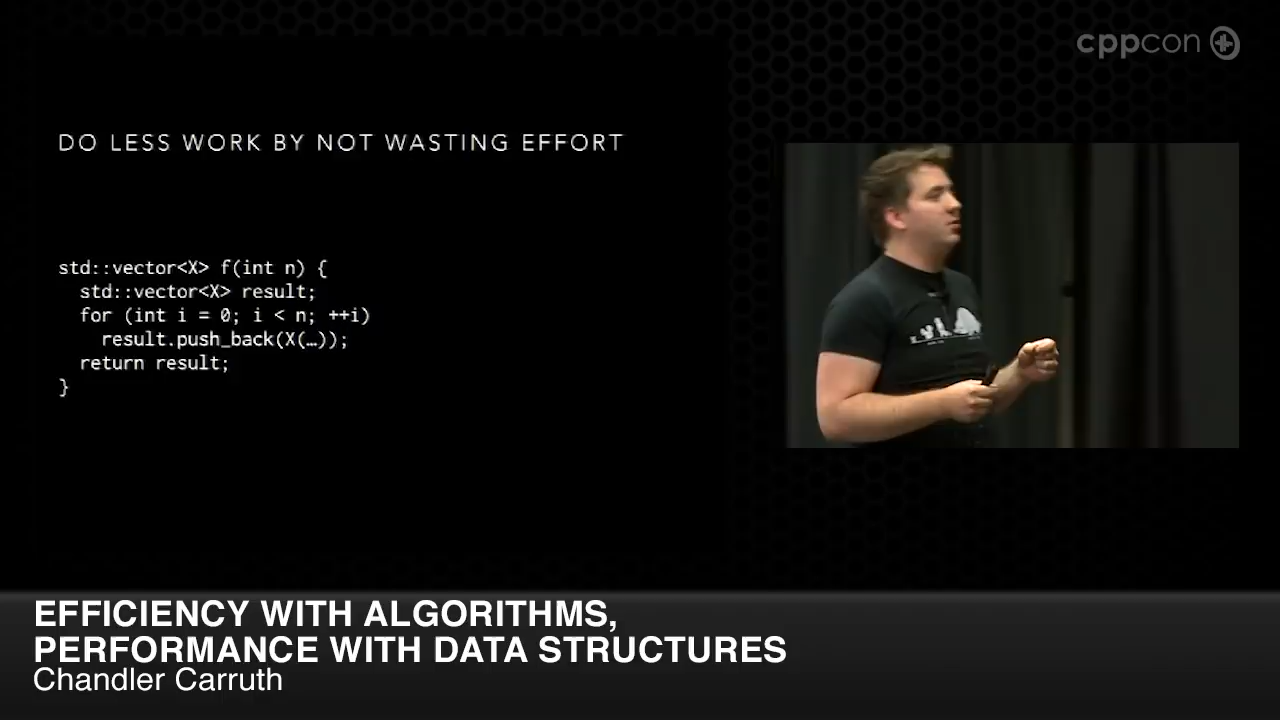 cppcon
DO LESS WORK BY NOT WASTING EFFORT
std::vector<X> f(int n) {
  std::vector<X> result;
  for (int i = 0; i < n; ++i)
    result.push_back(X(…));
  return result;
}
EFFICIENCY WITH ALGORITHMS,
PERFORMANCE WITH DATA STRUCTURES
Chandler Carruth